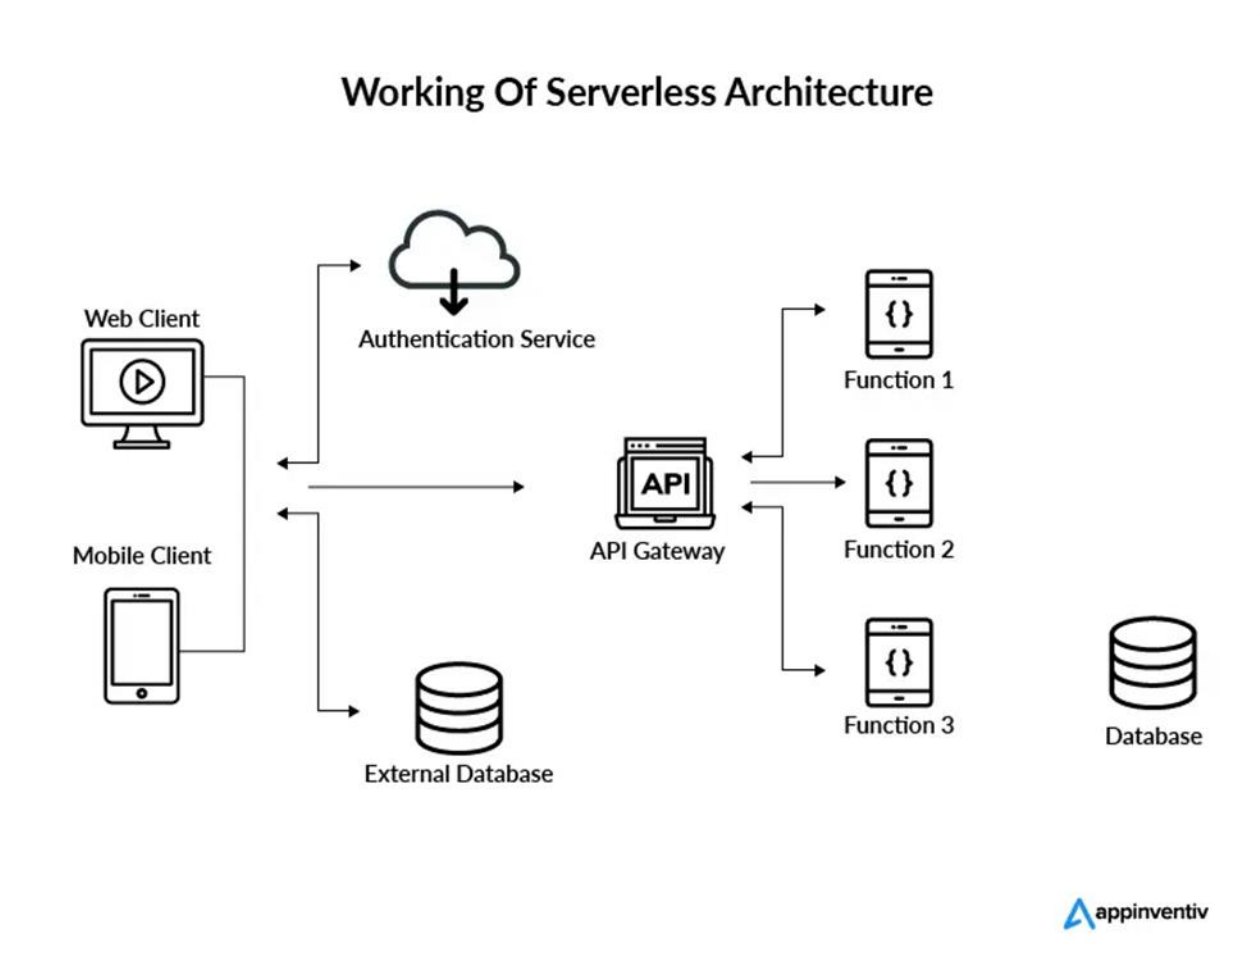 Working Of Serverless Architecture
Web Client
Authentication Service
{}
Function 1
API
API Gateway
{}
Function 2
Mobile Client
{}
Function 3
External Database
Database
appinventiv